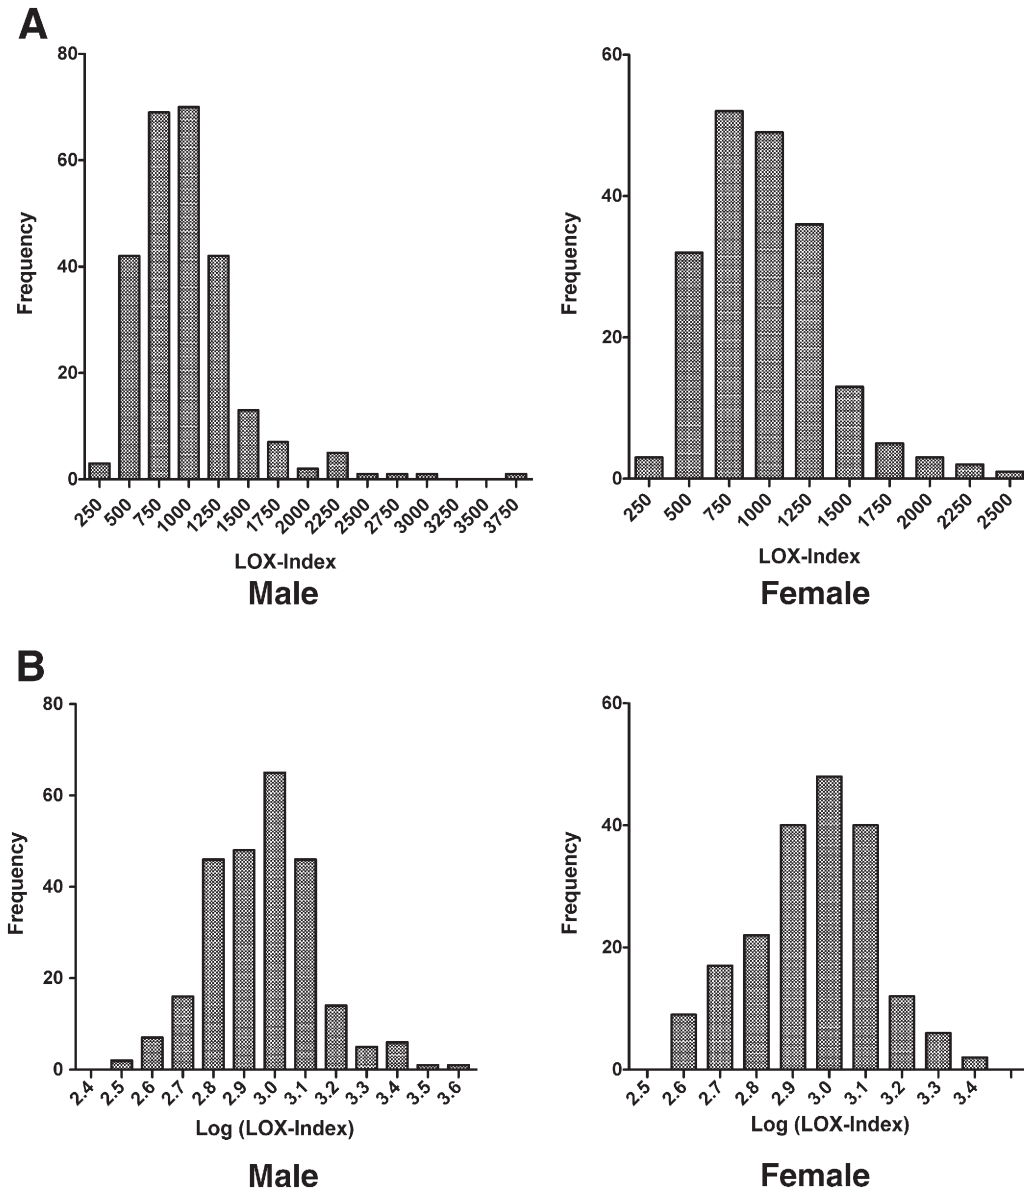 A
Frequency
80
60
40
20
0
250 500 750 1000 1250 1500 1750 2000 2250 2500 2750 3000 3250 3500 3750
LOX-Index
Male
Frequency
60
40
20
0
250 500 750 1000 1250 1500 1750 2000 2250 2500
LOX-Index
Female
B
Frequency
80
60
40
20
0
2.4 2.5 2.6 2.7 2.8 2.9 3.0 3.1 3.2 3.3 3.4 3.5 3.6
Log (LOX-Index)
Male
Frequency
60
40
20
0
2.5 2.6 2.7 2.8 2.9 3.0 3.1 3.2 3.3 3.4
Log (LOX-Index)
Female